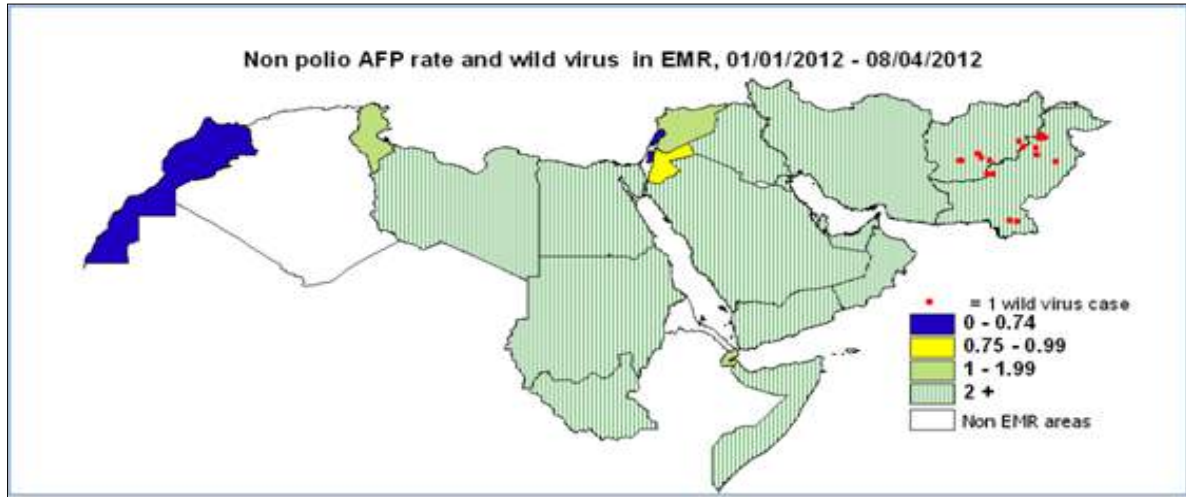 Non polio AFP rate and wild virus in EMR, 01/01/2012 - 08/04/2012
= 1 wild virus case
0 - 0.74
0.75 - 0.99
1 - 1.99
2 +
Non EMR areas